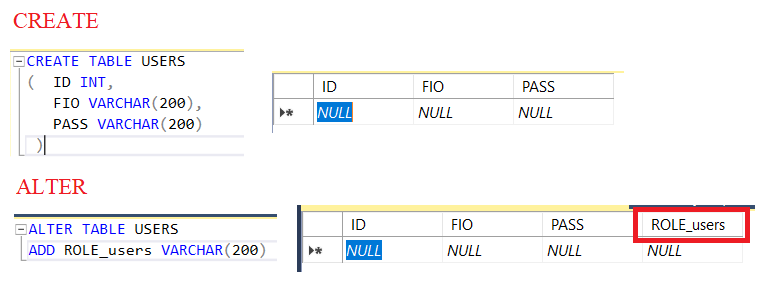 CREATE
CREATE TABLE USERS
( ID INT,
FIO VARCHAR(200),
PASS VARCHAR(200)
)
ID FIO PASS
NULL NULL NULL
ALTER
ALTER TABLE USERS
ADD ROLE_users VARCHAR(200)
ID FIO PASS ROLE_users
NULL NULL NULL NULL